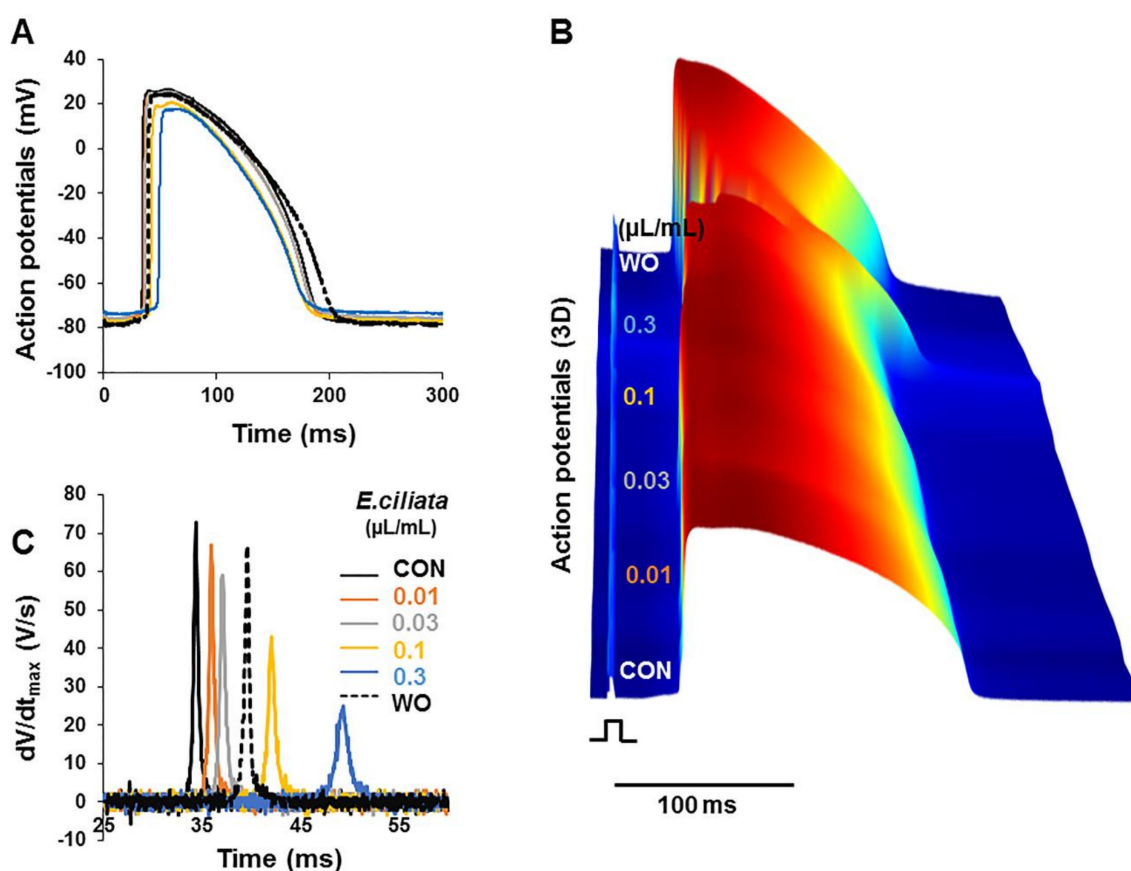 A
Action potentials (mV)
40
20
0
-20
-40
-60
-80
-100
0
100
200
300
Time (ms)
B
Action potentials (3D)
(µL/mL)
WO
0.3
0.1
0.03
0.01
CON
100 ms
C
dV/dtmax (V/s)
80
70
60
50
40
30
20
10
0
-10
25
35
45
55
Time (ms)
E.ciliata
(µL/mL)
CON
0.01
0.03
0.1
0.3
WO